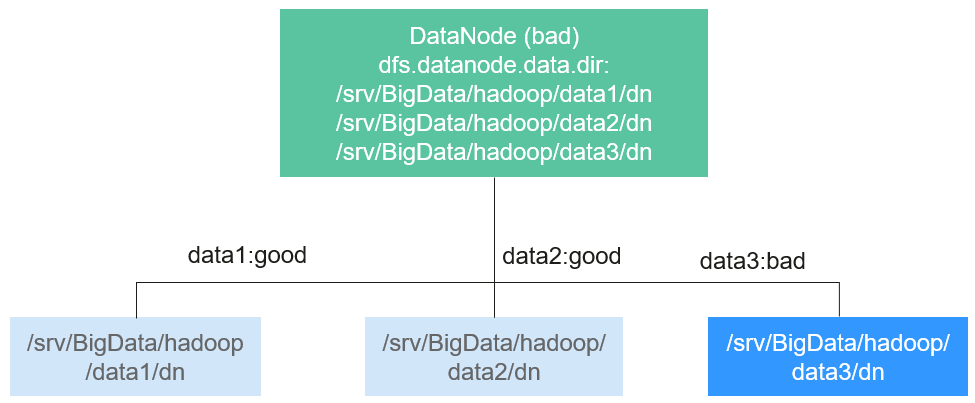 DataNode (bad)
dfs.datanode.data.dir:
/srv/BigData/hadoop/data1/dn
/srv/BigData/hadoop/data2/dn
/srv/BigData/hadoop/data3/dn
data1:good
data2:good
data3:bad
/srv/BigData/hadoop
/data1/dn
/srv/BigData/hadoop/
data2/dn
/srv/BigData/hadoop/
data3/dn